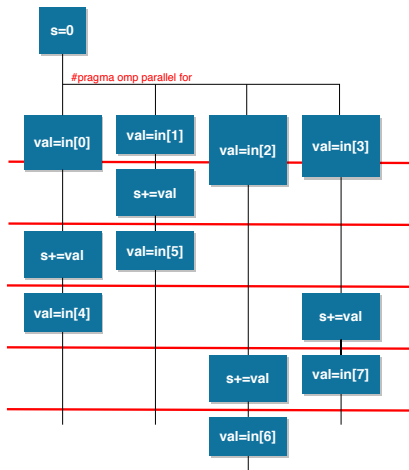 s=0
#pragma omp parallel for
val=in[0]
val=in[1]
val=in[2]
val=in[3]
s+=val
s+=val
val=in[5]
val=in[4]
s+=val
s+=val
val=in[7]
val=in[6]